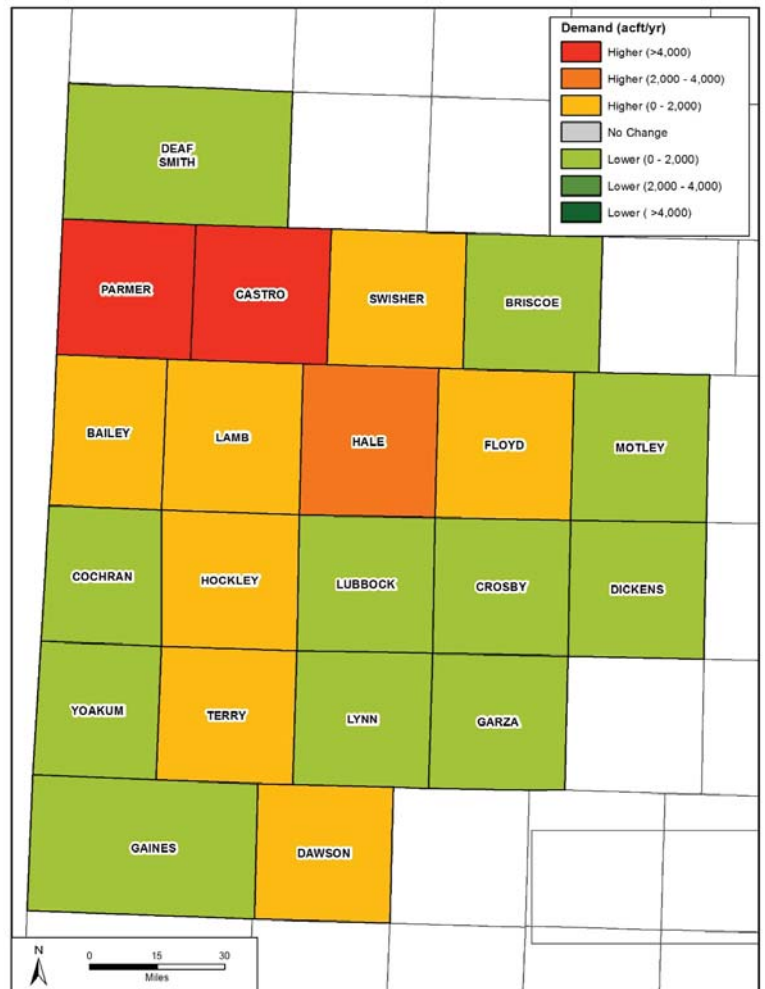 Demand (acft/yr)
Higher (>4,000)
Higher (2,000 - 4,000)
Higher (0 - 2,000)
No Change
Lower (0 - 2,000)
Lower (2,000 - 4,000)
Lower ( >4,000)
DEAF
SMITH
PARMER
CASTRO
SWISHER
BRISCOE
BAILEY
LAMB
HALE
FLOYD
MOTLEY
COCHRAN
HOCKLEY
LUBBOCK
CROSBY
DICKENS
YOAKUM
TERRY
LYNN
GARZA
GAINES
DAWSON
N
0 15 30
Miles